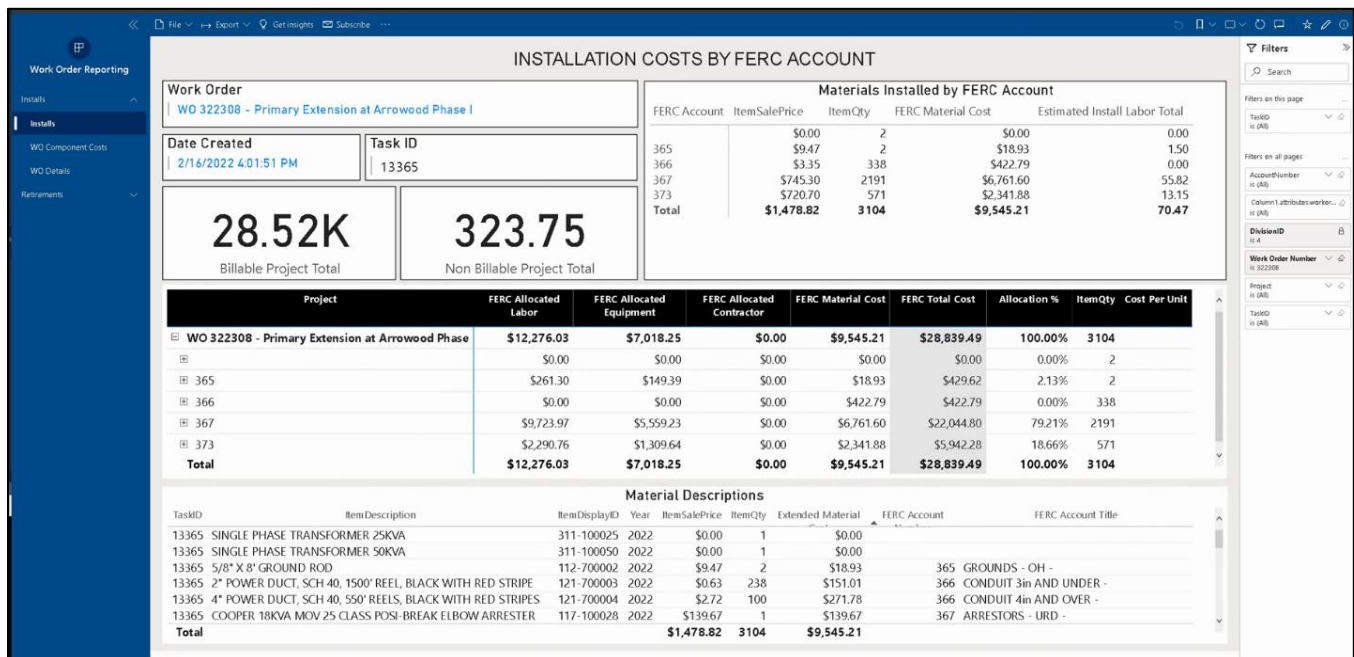 File Export Get insights Subscribe ...
Work Order Reporting
Installs
Installs
WO Component Costs
WO Details
Retirements
INSTALLATION COSTS BY FERC ACCOUNT
Work Order
WO 322308 - Primary Extension at Arrowood Phase I
Date Created
2/16/2022 4:01:51 PM
Task ID
13365
28.52K
Billable Project Total
323.75
Non Billable Project Total
Materials Installed by FERC Account
FERC Account ItemSalePrice ItemQty FERC Material Cost Estimated Install Labor Total
$0.00 2 $0.00 0.00
365 $9.47 2 $18.93 1.50
366 $3.35 338 $422.79 0.00
367 $745.30 2191 $6,761.60 55.82
373 $720.70 571 $2,341.88 13.15
Total $1,478.82 3104 $9,545.21 70.47
Project FERC Allocated Labor FERC Allocated Equipment FERC Allocated Contractor FERC Material Cost FERC Total Cost Allocation % ItemQty Cost Per Unit
WO 322308 - Primary Extension at Arrowood Phase $12,276.03 $7,018.25 $0.00 $9,545.21 $28,839.49 100.00% 3104
$0.00 $0.00 $0.00 $0.00 $0.00 0.00% 2
365 $261.30 $149.39 $0.00 $18.93 $429.62 2.13% 2
366 $0.00 $0.00 $0.00 $422.79 $422.79 0.00% 338
367 $9,723.97 $5,559.23 $0.00 $6,761.60 $22,044.80 79.21% 2191
373 $2,290.76 $1,309.64 $0.00 $2,341.88 $5,942.28 18.66% 571
Total $12,276.03 $7,018.25 $0.00 $9,545.21 $28,839.49 100.00% 3104
Material Descriptions
TaskID ItemDescription ItemDisplayID Year ItemSalePrice ItemQty Extended Material FERC Account FERC Account Title
13365 SINGLE PHASE TRANSFORMER 25KVA 311-100025 2022 $0.00 1 $0.00
13365 SINGLE PHASE TRANSFORMER 50KVA 311-100050 2022 $0.00 1 $0.00
13365 5/8" X 8' GROUND ROD 112-700002 2022 $9.47 2 $18.93 365 GROUNDS - OH -
13365 2" POWER DUCT, SCH 40, 1500' REEL, BLACK WITH RED STRIPE 121-700003 2022 $0.63 238 $151.01 366 CONDUIT 3in AND UNDER -
13365 4" POWER DUCT, SCH 40, 550' REELS, BLACK WITH RED STRIPES 121-700004 2022 $2.72 100 $271.78 366 CONDUIT 4in AND OVER -
13365 COOPER 18KVA MOV 25 CLASS POSI-BREAK ELBOW ARRESTER 117-100028 2022 $139.67 1 $139.67 367 ARRESTORS - URD -
Total $1,478.82 3104 $9,545.21
Filters
Search
Filters on this page ...
TaskID
is (All)
Filters on all pages ...
AccountNumber
is (All)
Column1.attributes.workor...
is (All)
DivisionID
is 4
Work Order Number
is 322308
Project
is (All)
TaskID
is (All)